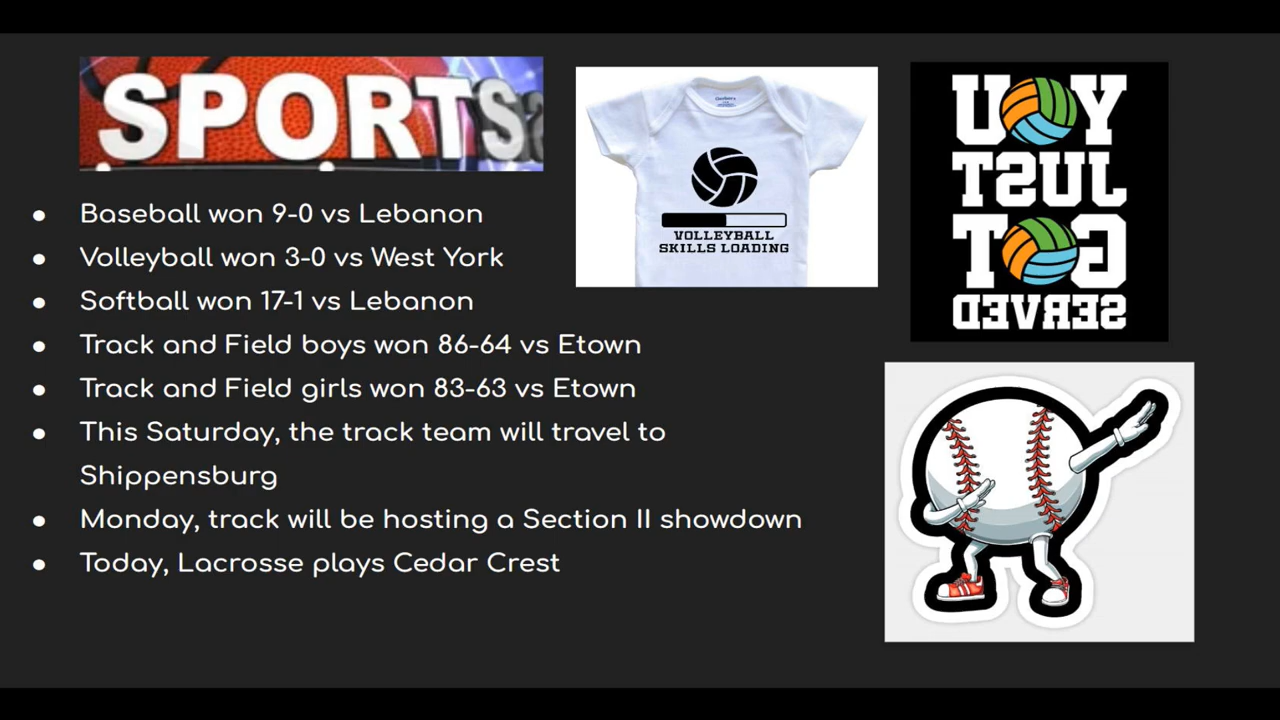 SPORTS
Baseball won 9-0 vs Lebanon
Volleyball won 3-0 vs West York
Softball won 17-1 vs Lebanon
Track and Field boys won 86-64 vs Etown
Track and Field girls won 83-63 vs Etown
This Saturday, the track team will travel to
Shippensburg
Monday, track will be hosting a Section II showdown
Today, Lacrosse plays Cedar Crest
VOLLEYBALL
SKILLS LOADING
YOU
JUST
GOT
SERVED